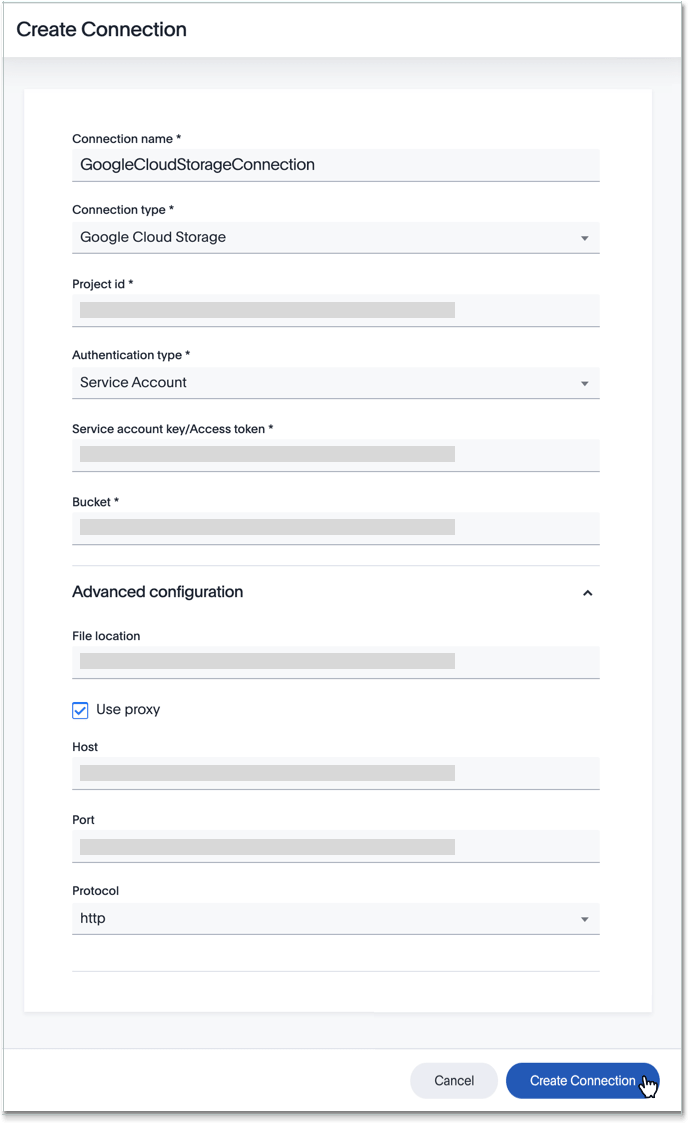 Create Connection
Connection name *
GoogleCloudStorageConnection
Connection type *
Google Cloud Storage
Project id *
Authentication type *
Service Account
Service account key/Access token *
Bucket *
Advanced configuration
File location
Use proxy
Host
Port
Protocol
http
Cancel
Create Connection